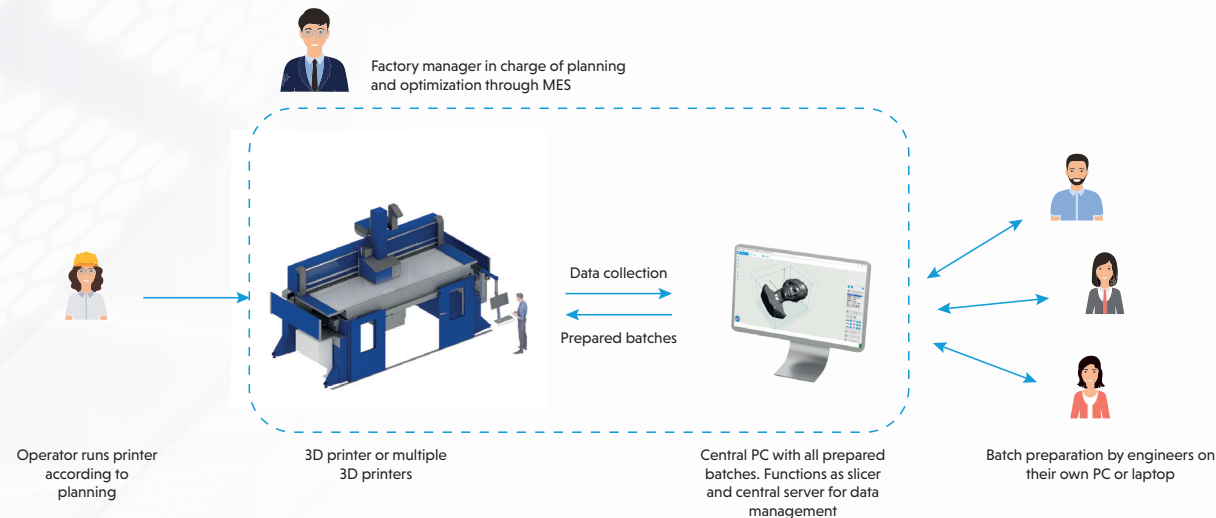 Factory manager in charge of planning
and optimization through MES
Data collection
Prepared batches
Operator runs printer
according to
planning
3D printer or multiple
3D printers
Central PC with all prepared
batches. Functions as slicer
and central server for data
management
Batch preparation by engineers on
their own PC or laptop